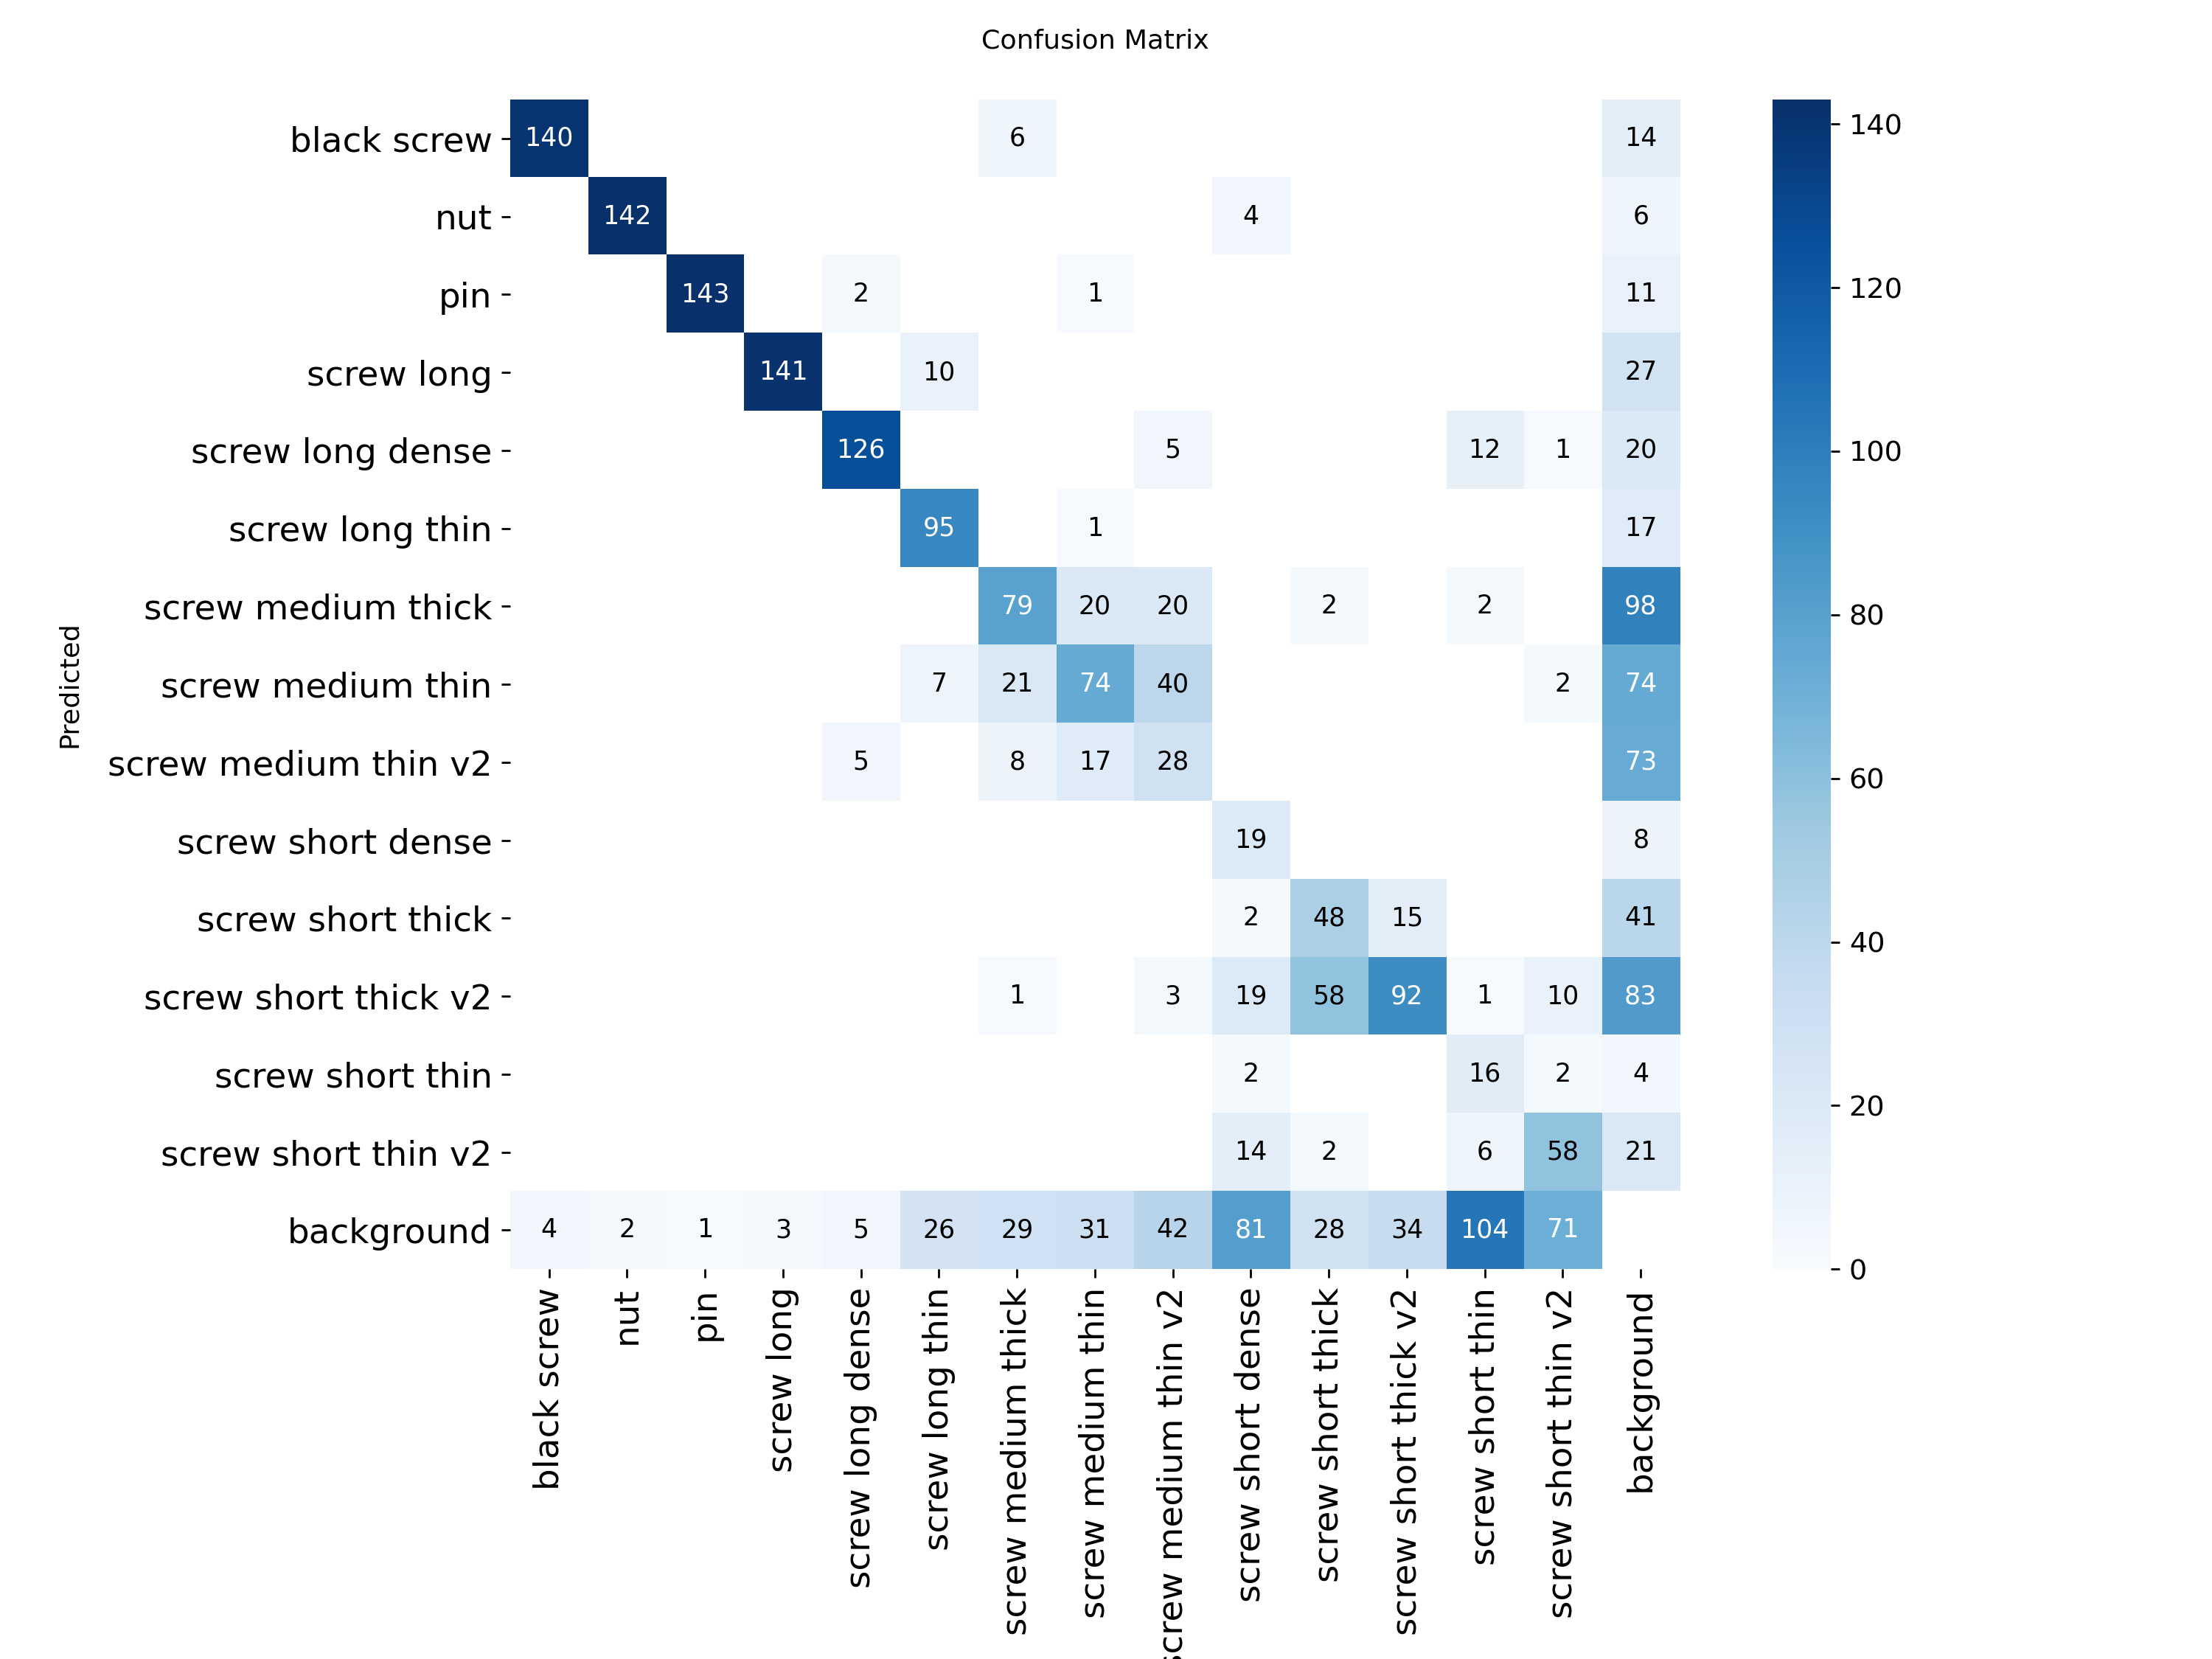 Confusion Matrix
black screw 140 6 14
nut 142 4 6
pin 143 2 1 11
screw long 141 10 27
screw long dense 126 5 12 1 20
screw long thin 95 1 17
screw medium thick 79 20 20 2 2 98
screw medium thin 7 21 74 40 2 74
screw medium thin v2 5 8 17 28 73
screw short dense 19 8
screw short thick 2 48 15 41
screw short thick v2 1 3 19 58 92 1 10 83
screw short thin 2 16 2 4
screw short thin v2 14 2 6 58 21
background 4 2 1 3 5 26 29 31 42 81 28 34 104 71
Predicted
black screw
nut
pin
screw long
screw long dense
screw long thin
screw medium thick
screw medium thin
screw medium thin v2
screw short dense
screw short thick
screw short thick v2
screw short thin
screw short thin v2
background
140
120
100
80
60
40
20
0